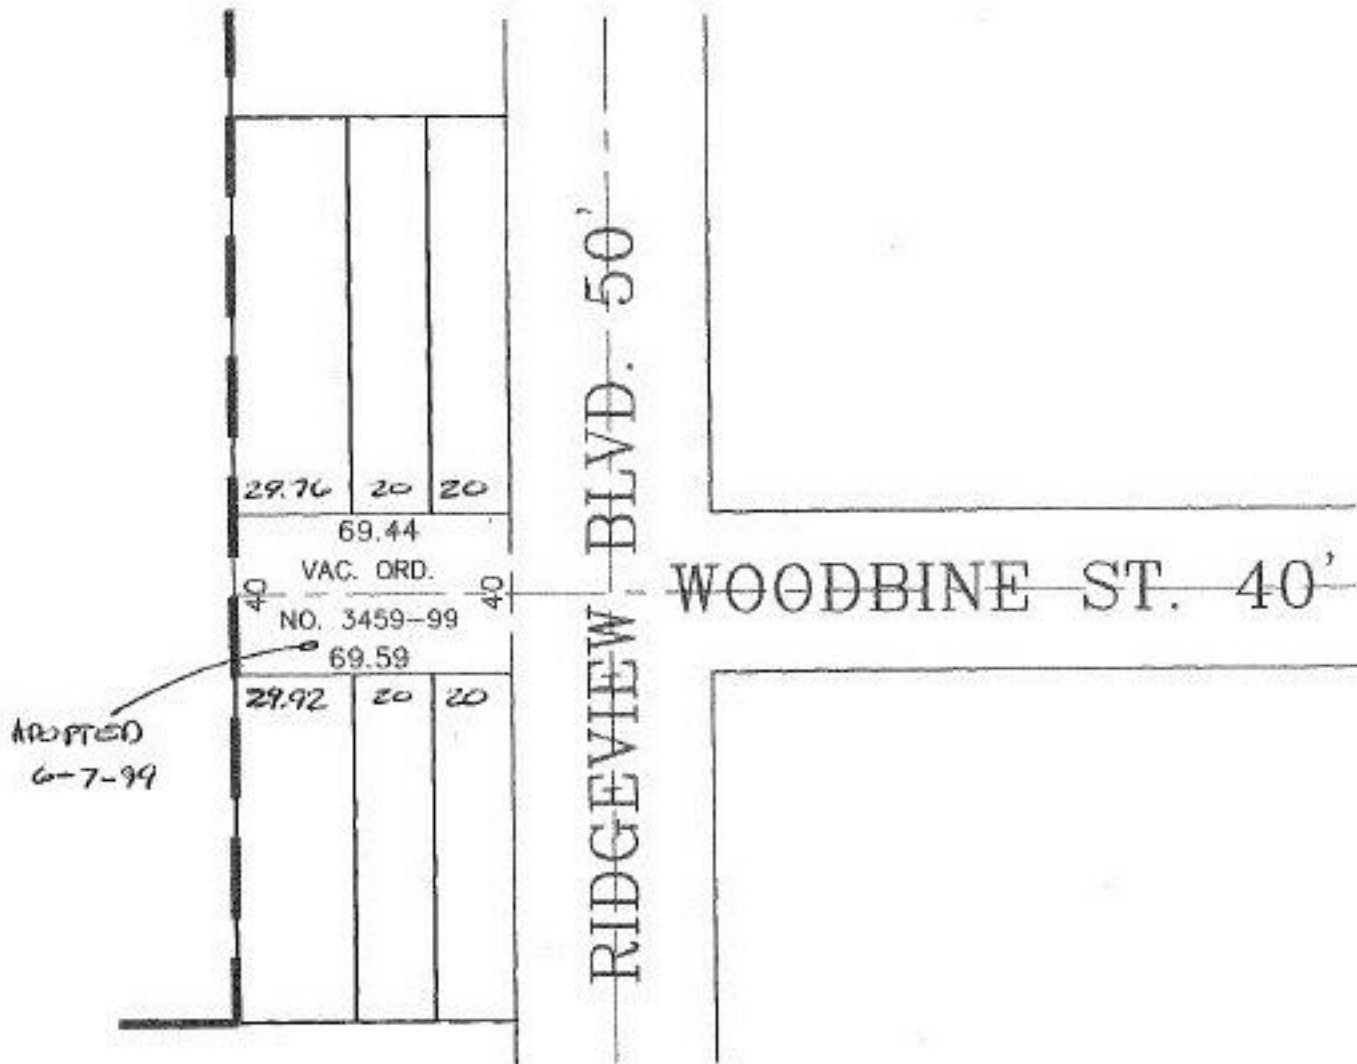 RIDGEVIEW BLVD. 50'
29.76 20 20
69.44
VAC. ORD.
40 40
WOODBINE ST. 40'
NO. 3459-99
69.59
29.92 20 20
ADOPTED
6-7-99